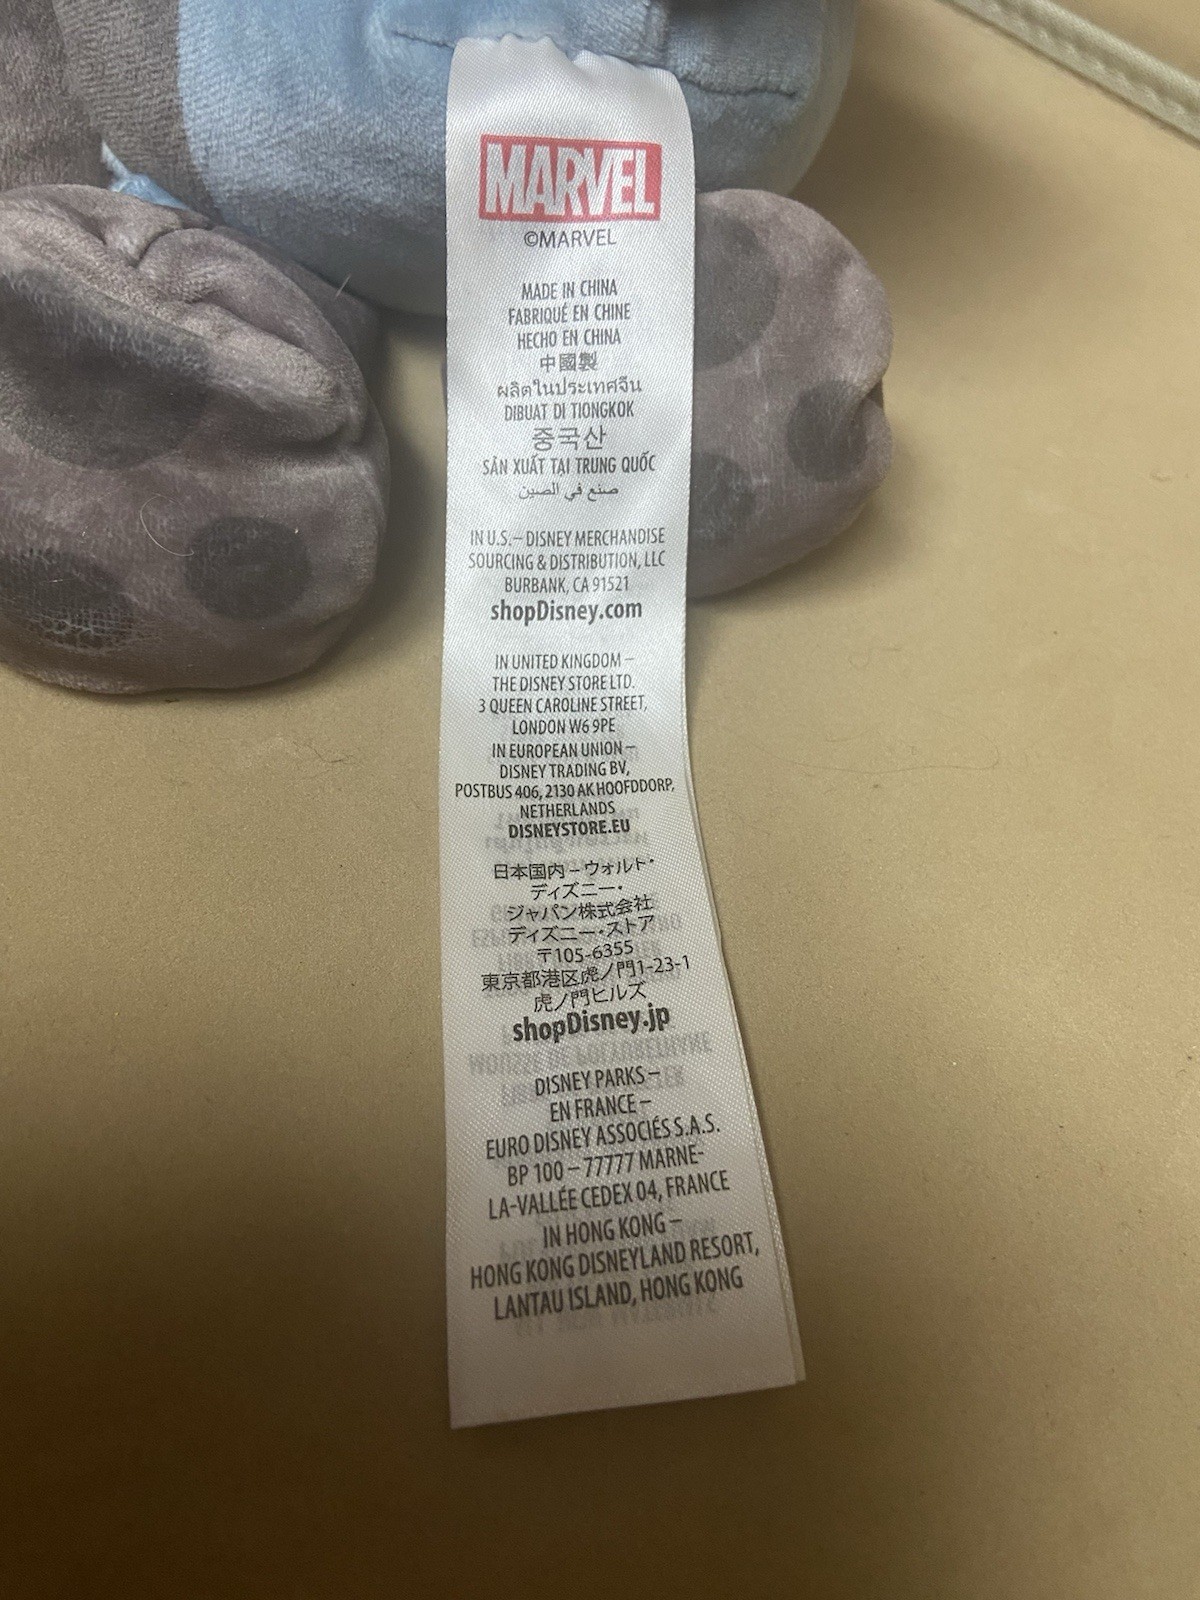 MARVEL
©MARVEL
MADE IN CHINA
FABRIQUÉ EN CHINE
HECHO EN CHINA
中國製
ผลิตในประเทศจีน
DIBUAT DI TIONGKOK
중국산
SẢN XUẤT TẠI TRUNG QUỐC
صنع في الصين
IN U.S.– DISNEY MERCHANDISE
SOURCING & DISTRIBUTION, LLC
BURBANK, CA 91521
shopDisney.com
IN UNITED KINGDOM –
THE DISNEY STORE LTD.
3 QUEEN CAROLINE STREET,
LONDON W6 9PE
IN EUROPEAN UNION –
DISNEY TRADING BV,
POSTBUS 406, 2130 AK HOOFDDORP,
NETHERLANDS
DISNEYSTORE.EU
日本国内 – ウォルト・
ディズニー・
ジャパン株式会社
ディズニー・ストア
〒105-6355
東京都港区虎ノ門1-23-1
虎ノ門ヒルズ
shopDisney.jp
DISNEY PARKS –
EN FRANCE –
EURO DISNEY ASSOCIÉS S.A.S.
BP 100 – 77777 MARNE-
LA-VALLÉE CEDEX 04, FRANCE
IN HONG KONG –
HONG KONG DISNEYLAND RESORT,
LANTAU ISLAND, HONG KONG